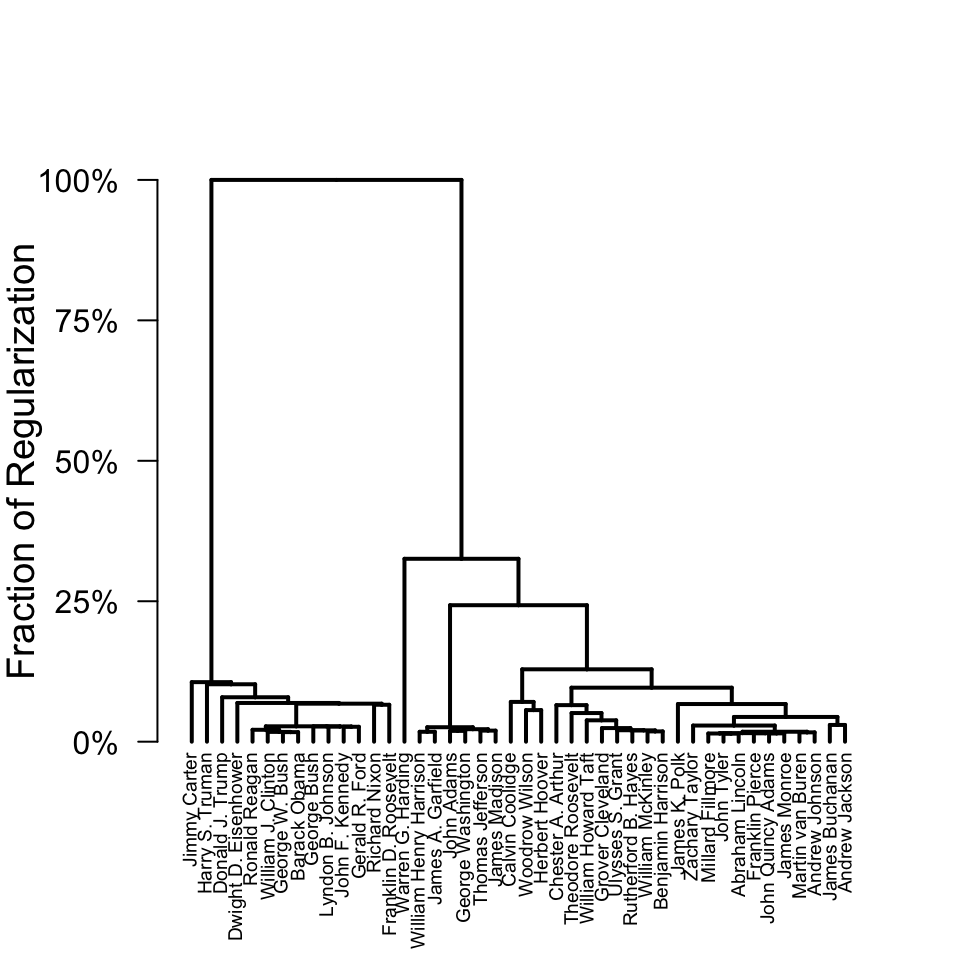 100%
75%
50%
25%
0%
Fraction of Regularization
Jimmy Carter
Harry S. Truman
Donald J. Trump
Dwight D. Eisenhower
Ronald Reagan
William J. Clinton
George W. Bush
Barack Obama
George Bush
Lyndon B. Johnson
John F. Kennedy
Gerald R. Ford
Richard Nixon
Franklin D. Roosevelt
Warren G. Harding
William Henry Harrison
James A. Garfield
John Adams
George Washington
Thomas Jefferson
James Madison
Calvin Coolidge
Woodrow Wilson
Herbert Hoover
Chester A. Arthur
Theodore Roosevelt
William Howard Taft
Grover Cleveland
Ulysses S. Grant
Rutherford B. Hayes
William McKinley
Benjamin Harrison
James K. Polk
Zachary Taylor
Millard Fillmore
John Tyler
Abraham Lincoln
Franklin Pierce
John Quincy Adams
James Monroe
Martin van Buren
Andrew Johnson
James Buchanan
Andrew Jackson